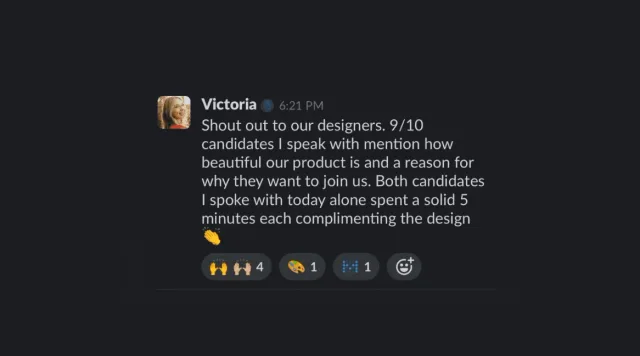 Victoria 6:21 PM
Shout out to our designers. 9/10
candidates I speak with mention how
beautiful our product is and a reason for
why they want to join us. Both candidates
I spoke with today alone spent a solid 5
minutes each complimenting the design
👏
4 1 1